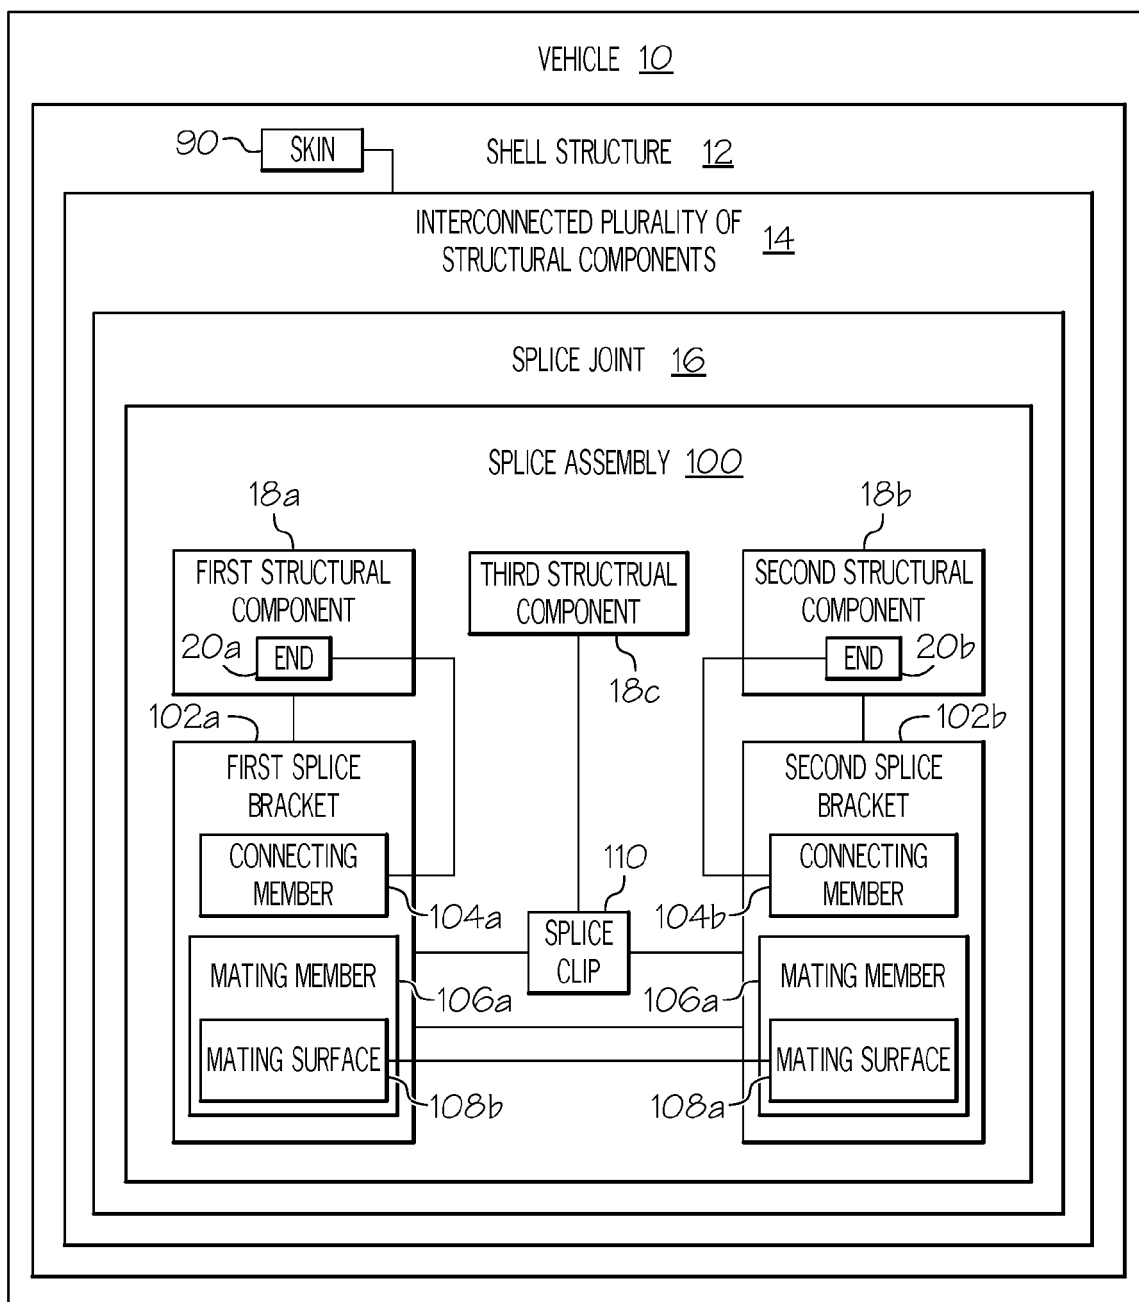 VEHICLE 10
90 SKIN
SHELL STRUCTURE 12
INTERCONNECTED PLURALITY OF
STRUCTURAL COMPONENTS 14
SPLICE JOINT 16
SPLICE ASSEMBLY 100
18a
18b
FIRST STRUCTURAL
COMPONENT
20a END
THIRD STRUCTRUAL
COMPONENT
18c
SECOND STRUCTURAL
COMPONENT
END 20b
102a
FIRST SPLICE
BRACKET
CONNECTING
MEMBER
104a
MATING MEMBER
106a
MATING SURFACE
108b
110
SPLICE
CLIP
102b
SECOND SPLICE
BRACKET
CONNECTING
MEMBER
104b
MATING MEMBER
106a
MATING SURFACE
108a